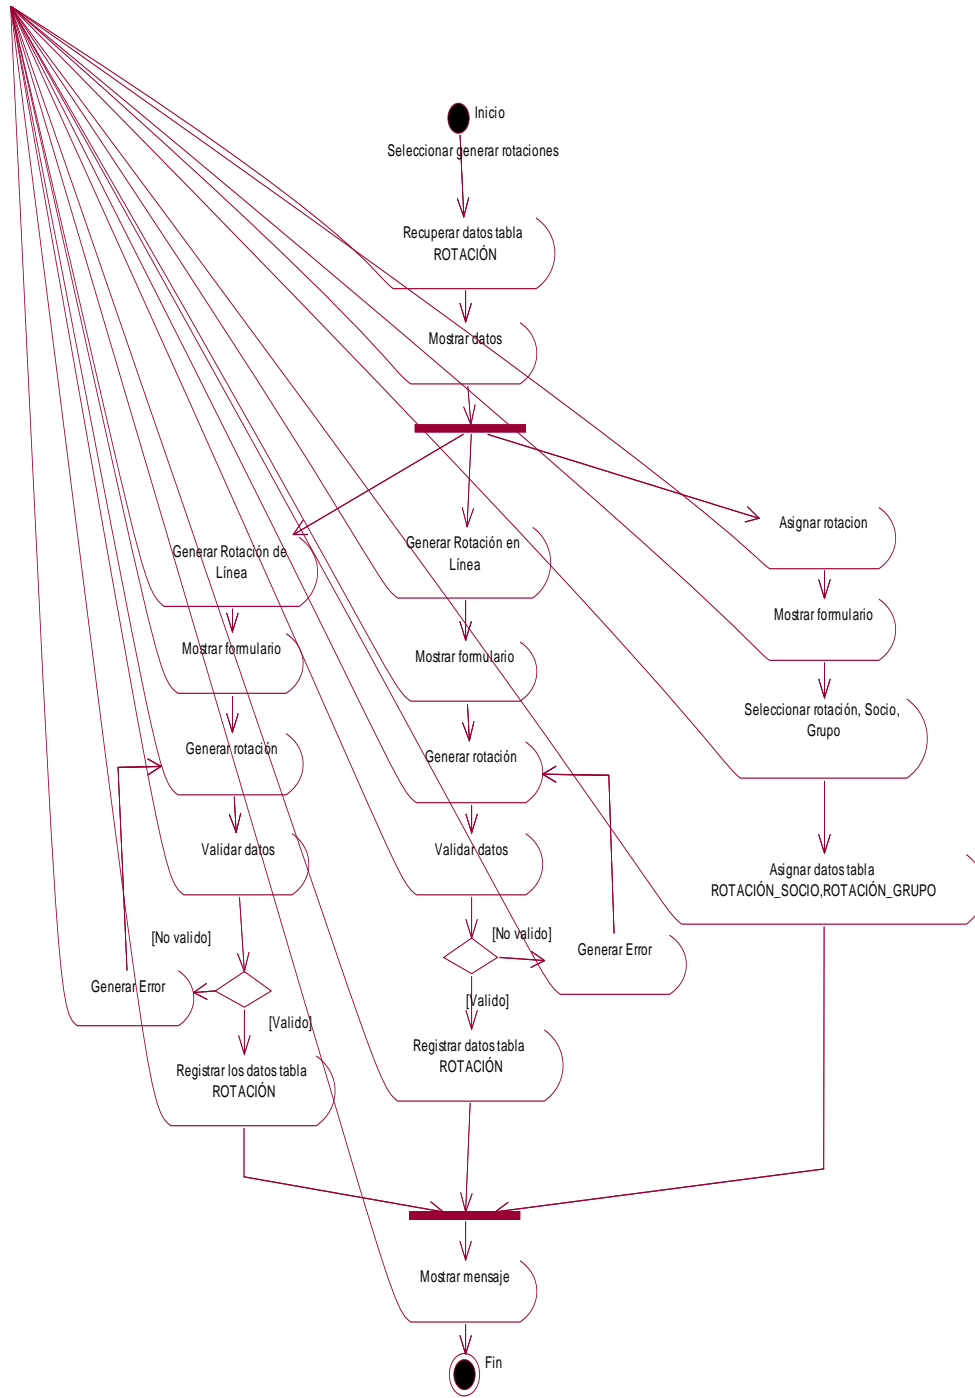 Inicio
Seleccionar generar rotaciones
Recuperar datos tabla
ROTACIÓN
Mostrar datos
Generar Rotación de
Línea
Generar Rotación en
Línea
Asignar rotacion
Mostrar formulario
Mostrar formulario
Mostrar formulario
Generar rotación
Generar rotación
Seleccionar rotación, Socio,
Grupo
Validar datos
Validar datos
Asignar datos tabla
ROTACIÓN_SOCIO,ROTACIÓN_GRUPO
[No valido]
[No valido]
Generar Error
Generar Error
[Valido]
[Valido]
Registrar los datos tabla
ROTACIÓN
Registrar datos tabla
ROTACIÓN
Mostrar mensaje
Fin